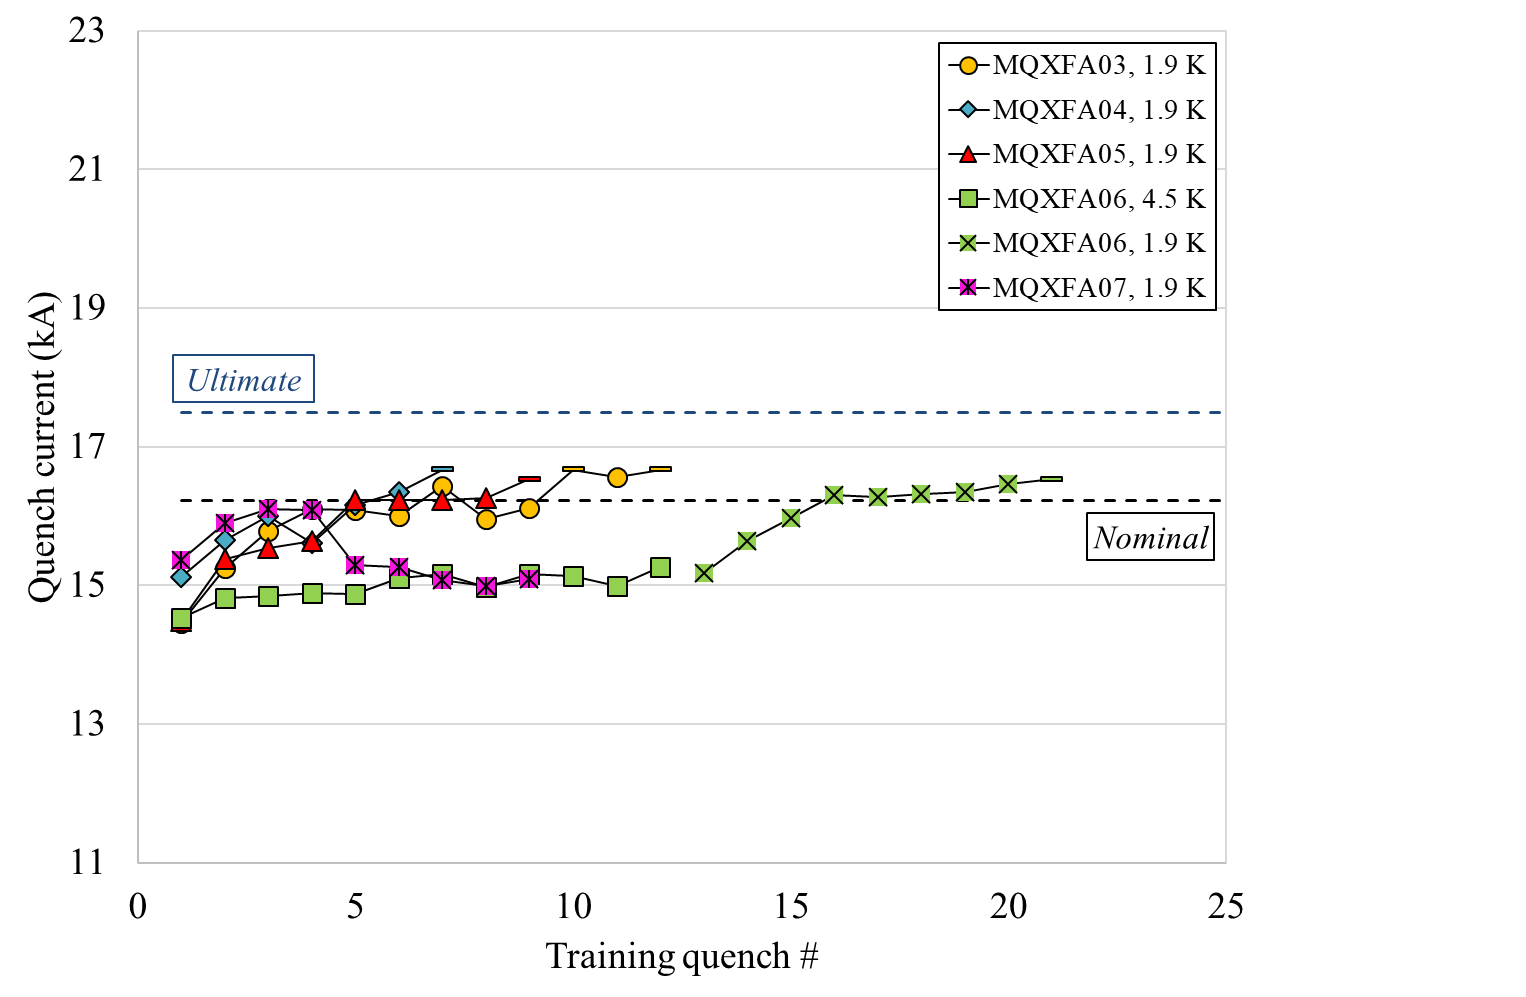 23
21
19
17
15
13
11
Quench current (kA)
MQXFA03, 1.9 K
MQXFA04, 1.9 K
MQXFA05, 1.9 K
MQXFA06, 4.5 K
MQXFA06, 1.9 K
MQXFA07, 1.9 K
Ultimate
Nominal
0 5 10 15 20 25
Training quench #